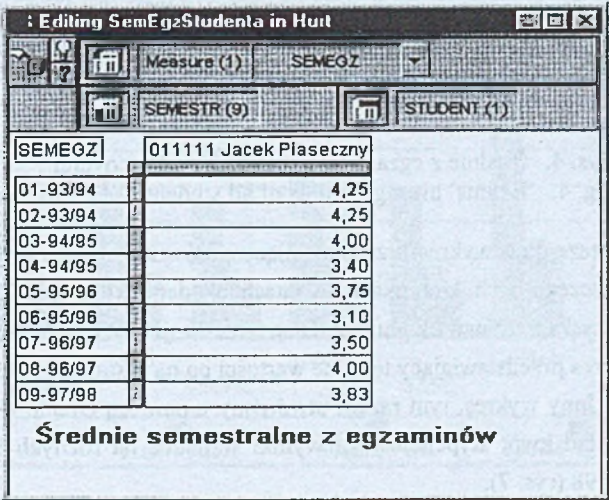 : Editing SemEgzStudenta in Hurt
Measure (1) SEMEGZ
SEMESTR (9) STUDENT (1)
SEMEGZ 011111 Jacek Piaseczny
01-93/94 4,25
02-93/94 4,25
03-94/95 4,00
04-94/95 3,40
05-95/96 3,75
06-95/96 3,10
07-96/97 3,50
08-96/97 4,00
09-97/98 3,83
Średnie semestralne z egzaminów